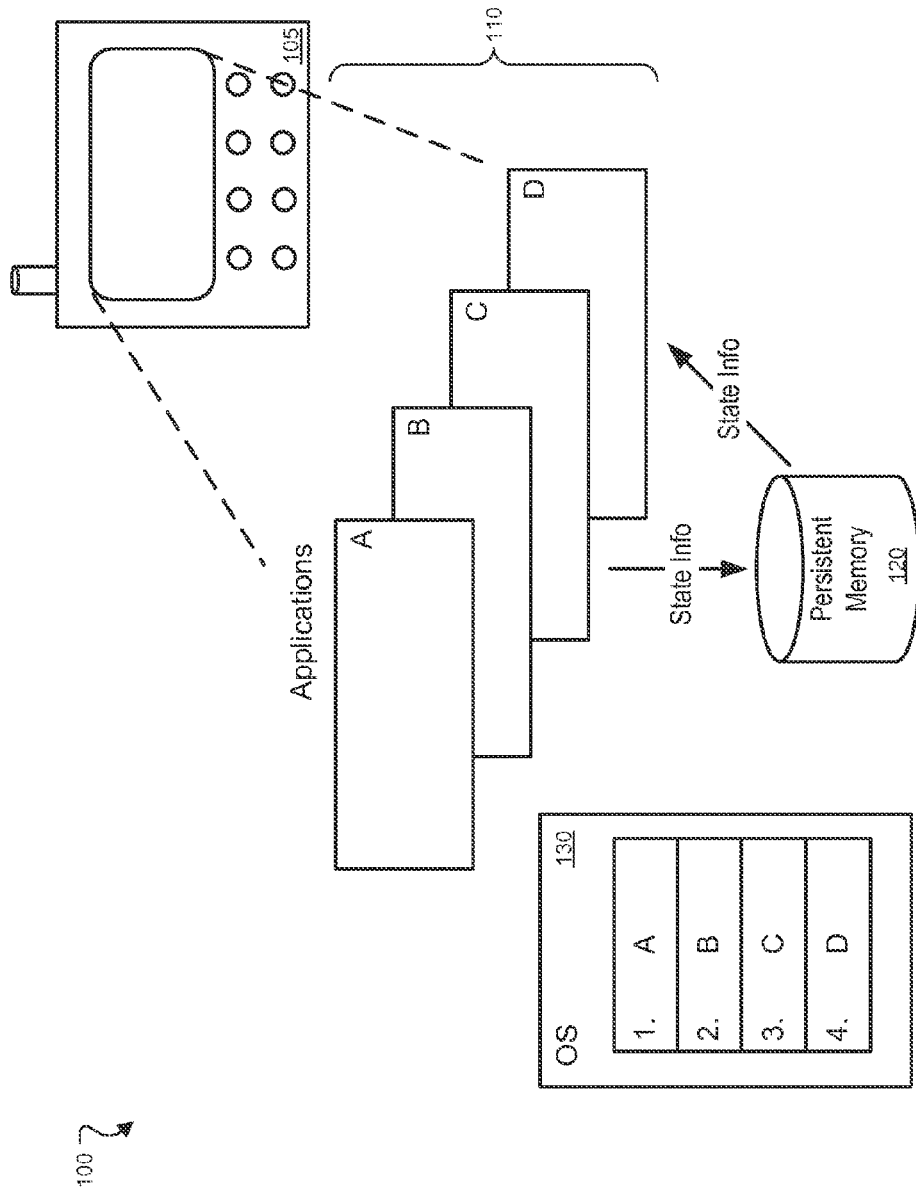 100
105
110
Applications
A
B
C
D
State Info
State Info
Persistent
Memory
120
OS
130
1. A
2. B
3. C
4. D